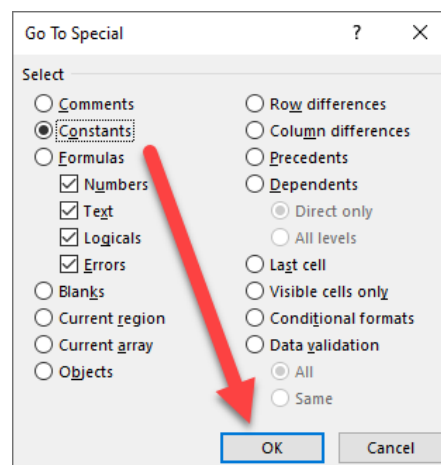 Go To Special ? ×
Select
Comments
Constants
Formulas
Numbers
Text
Logicals
Errors
Blanks
Current region
Current array
Objects
Row differences
Column differences
Precedents
Dependents
Direct only
All levels
Last cell
Visible cells only
Conditional formats
Data validation
All
Same
OK
Cancel